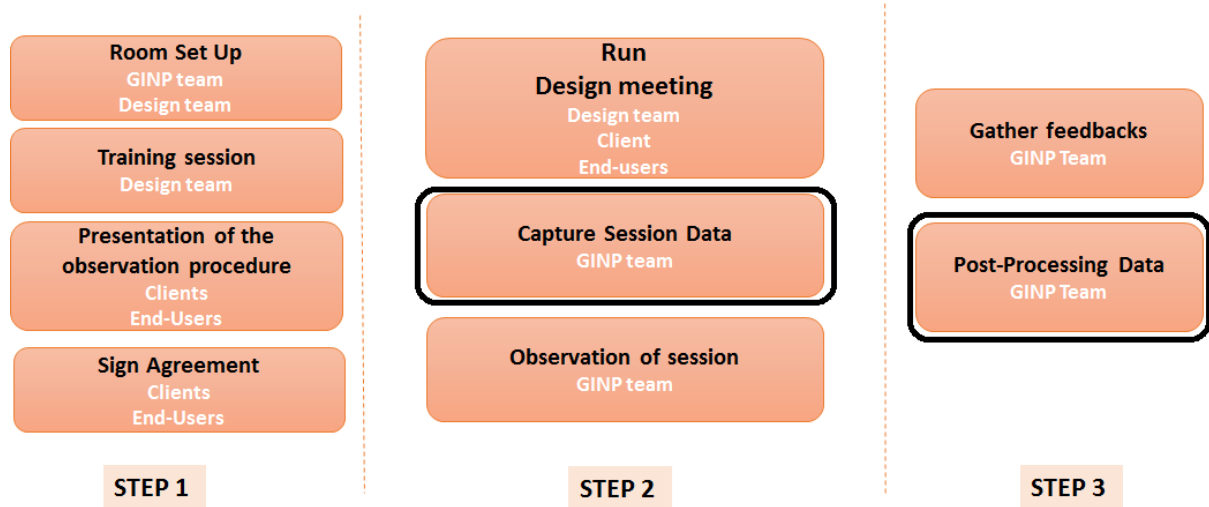 Room Set Up
GINP team
Design team
Training session
Design team
Presentation of the
observation procedure
Clients
End-Users
Sign Agreement
Clients
End-Users
STEP 1
Run
Design meeting
Design team
Client
End-users
Capture Session Data
GINP team
Observation of session
GINP team
STEP 2
Gather feedbacks
GINP Team
Post-Processing Data
GINP Team
STEP 3